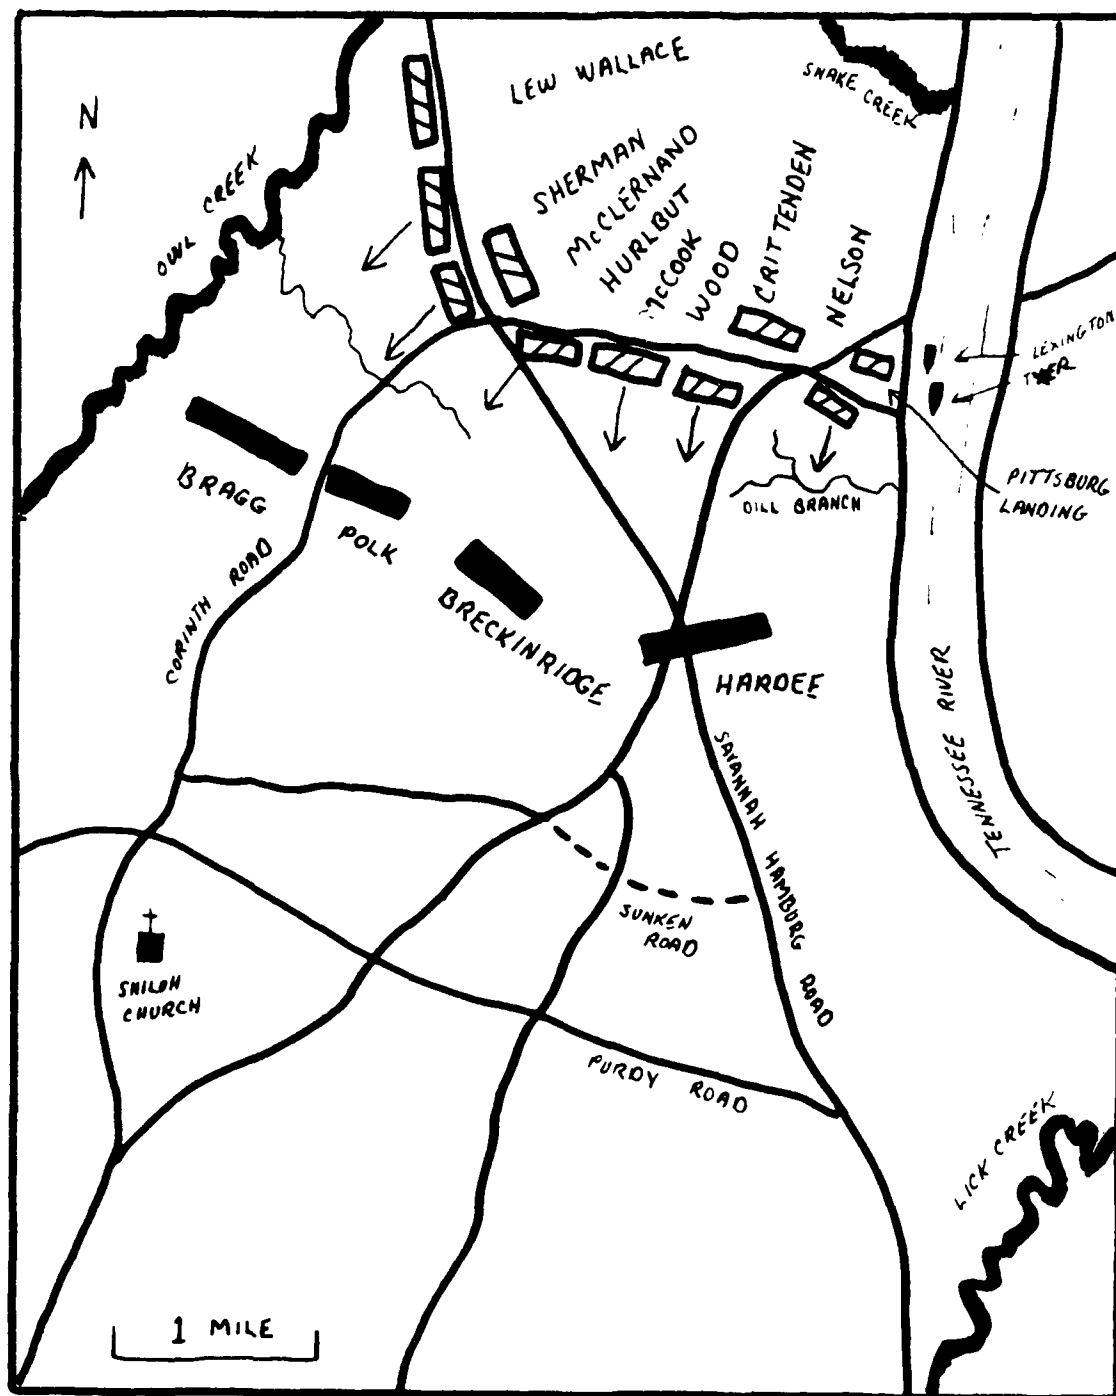 N
OWL CREEK
LEW WALLACE
SNAKE CREEK
SHERMAN
McCLERNAND
HURLBUT
McCOOK
WOOD
CRITTENDEN
NELSON
LEXINGTON
PITTSBURG
LANDING
DILL BRANCH
BRAGG
POLK
BRECKINRIDGE
HARDEE
CORINTH ROAD
SAVANNAH HAMBURG ROAD
TENNESSEE RIVER
SUNKEN
ROAD
SHILOH
CHURCH
PURDY ROAD
LICK CREEK
1 MILE